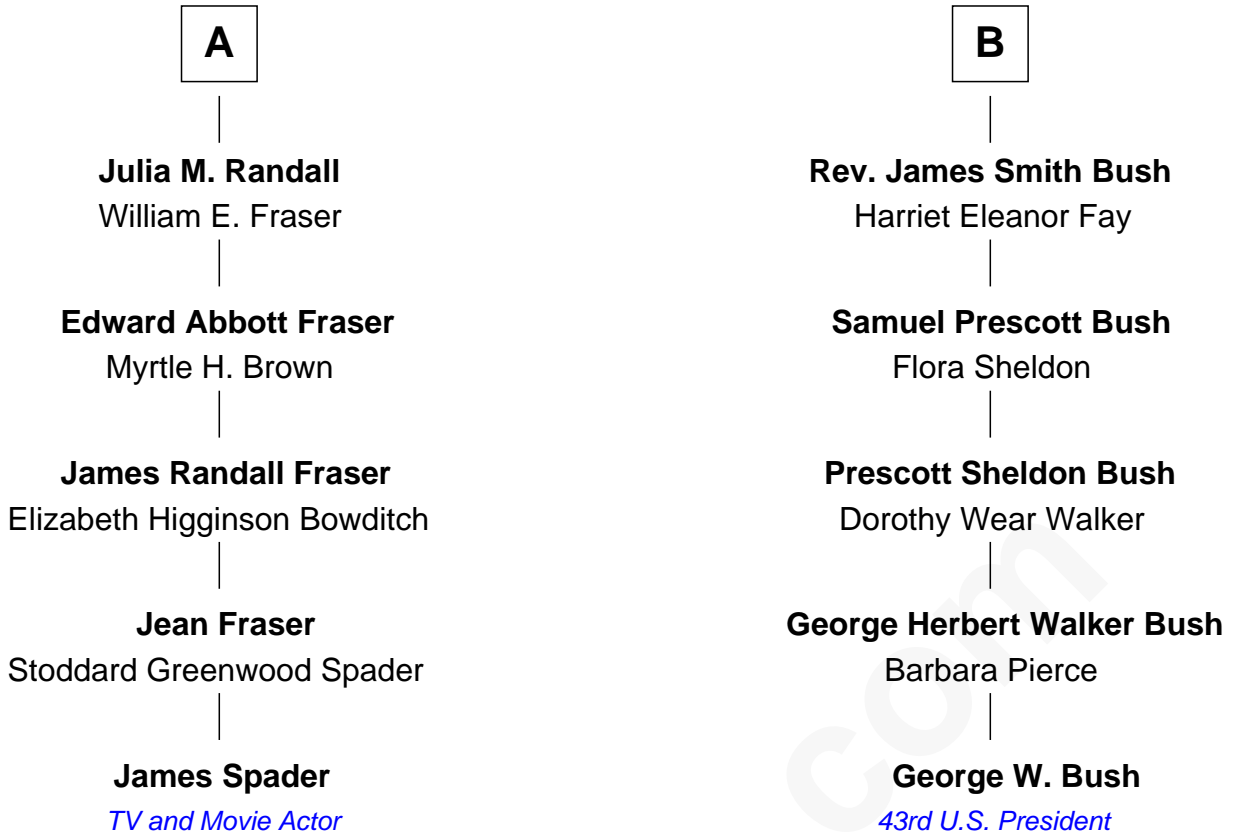 A
Julia M. Randall
William E. Fraser
Edward Abbott Fraser
Myrtle H. Brown
James Randall Fraser
Elizabeth Higginson Bowditch
Jean Fraser
Stoddard Greenwood Spader
James Spader
TV and Movie Actor
B
Rev. James Smith Bush
Harriet Eleanor Fay
Samuel Prescott Bush
Flora Sheldon
Prescott Sheldon Bush
Dorothy Wear Walker
George Herbert Walker Bush
Barbara Pierce
George W. Bush
43rd U.S. President
com